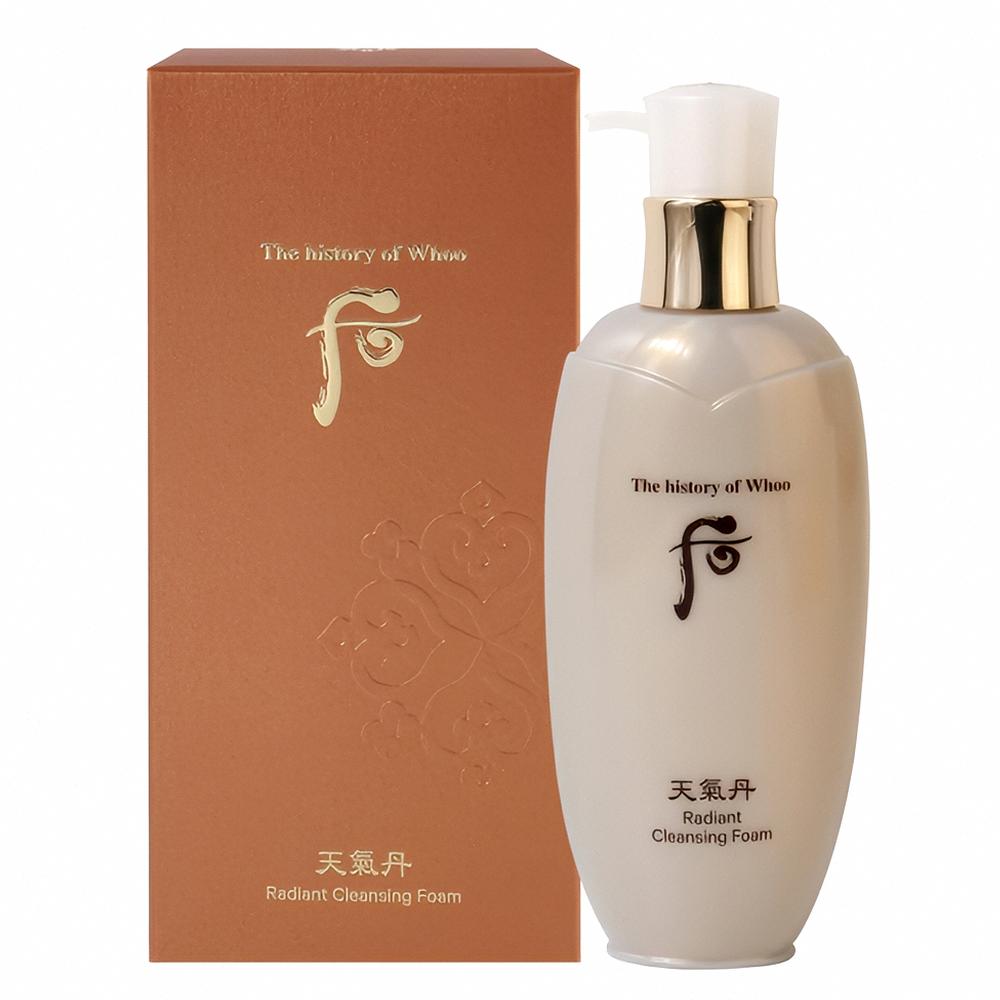 The history of Whoo
天氣丹
Radiant Cleansing Foam
The history of Whoo
天氣丹
Radiant
Cleansing Foam